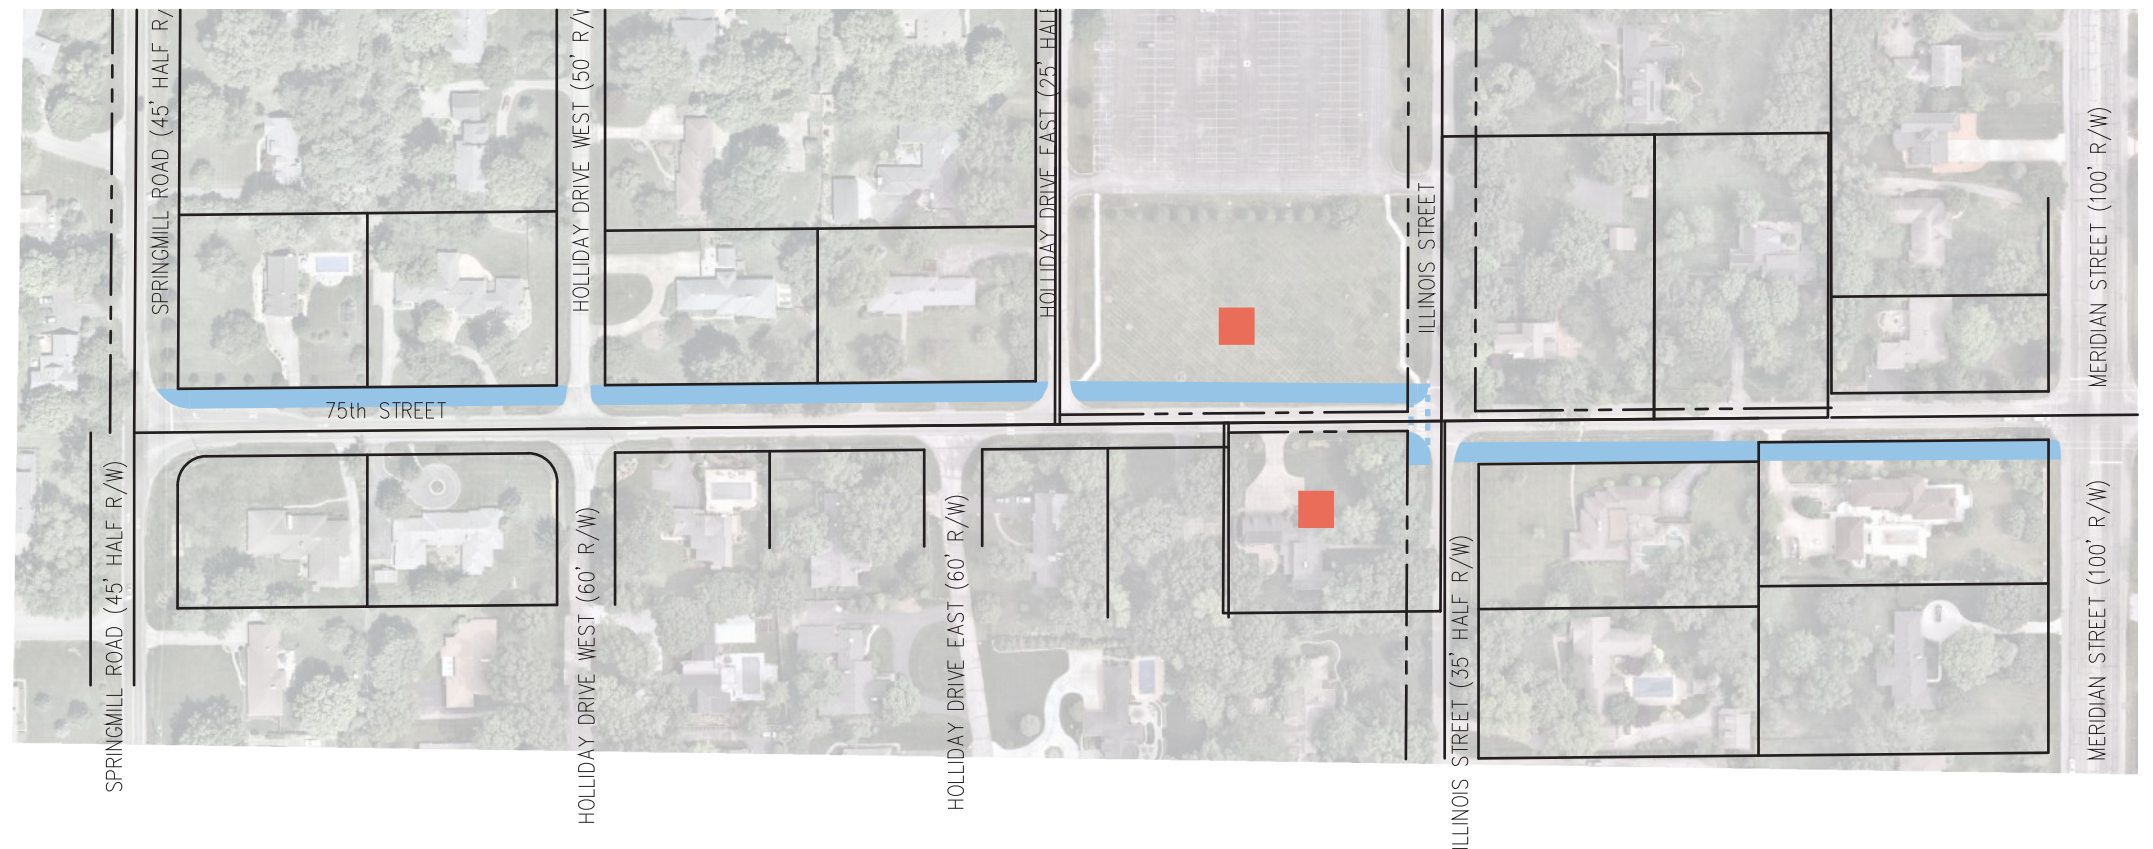 SPRINGMILL ROAD (45' HALF R/
HOLLIDAY DRIVE WEST (50' R/W
HOLLIDAY DRIVE EAST (25' HALF
ILLINOIS STREET
MERIDIAN STREET (100' R/W)
75th STREET
SPRINGMILL ROAD (45' HALF R/W)
HOLLIDAY DRIVE WEST (60' R/W)
HOLLIDAY DRIVE EAST (60' R/W)
ILLINOIS STREET (35' HALF R/W)
MERIDIAN STREET (100' R/W)